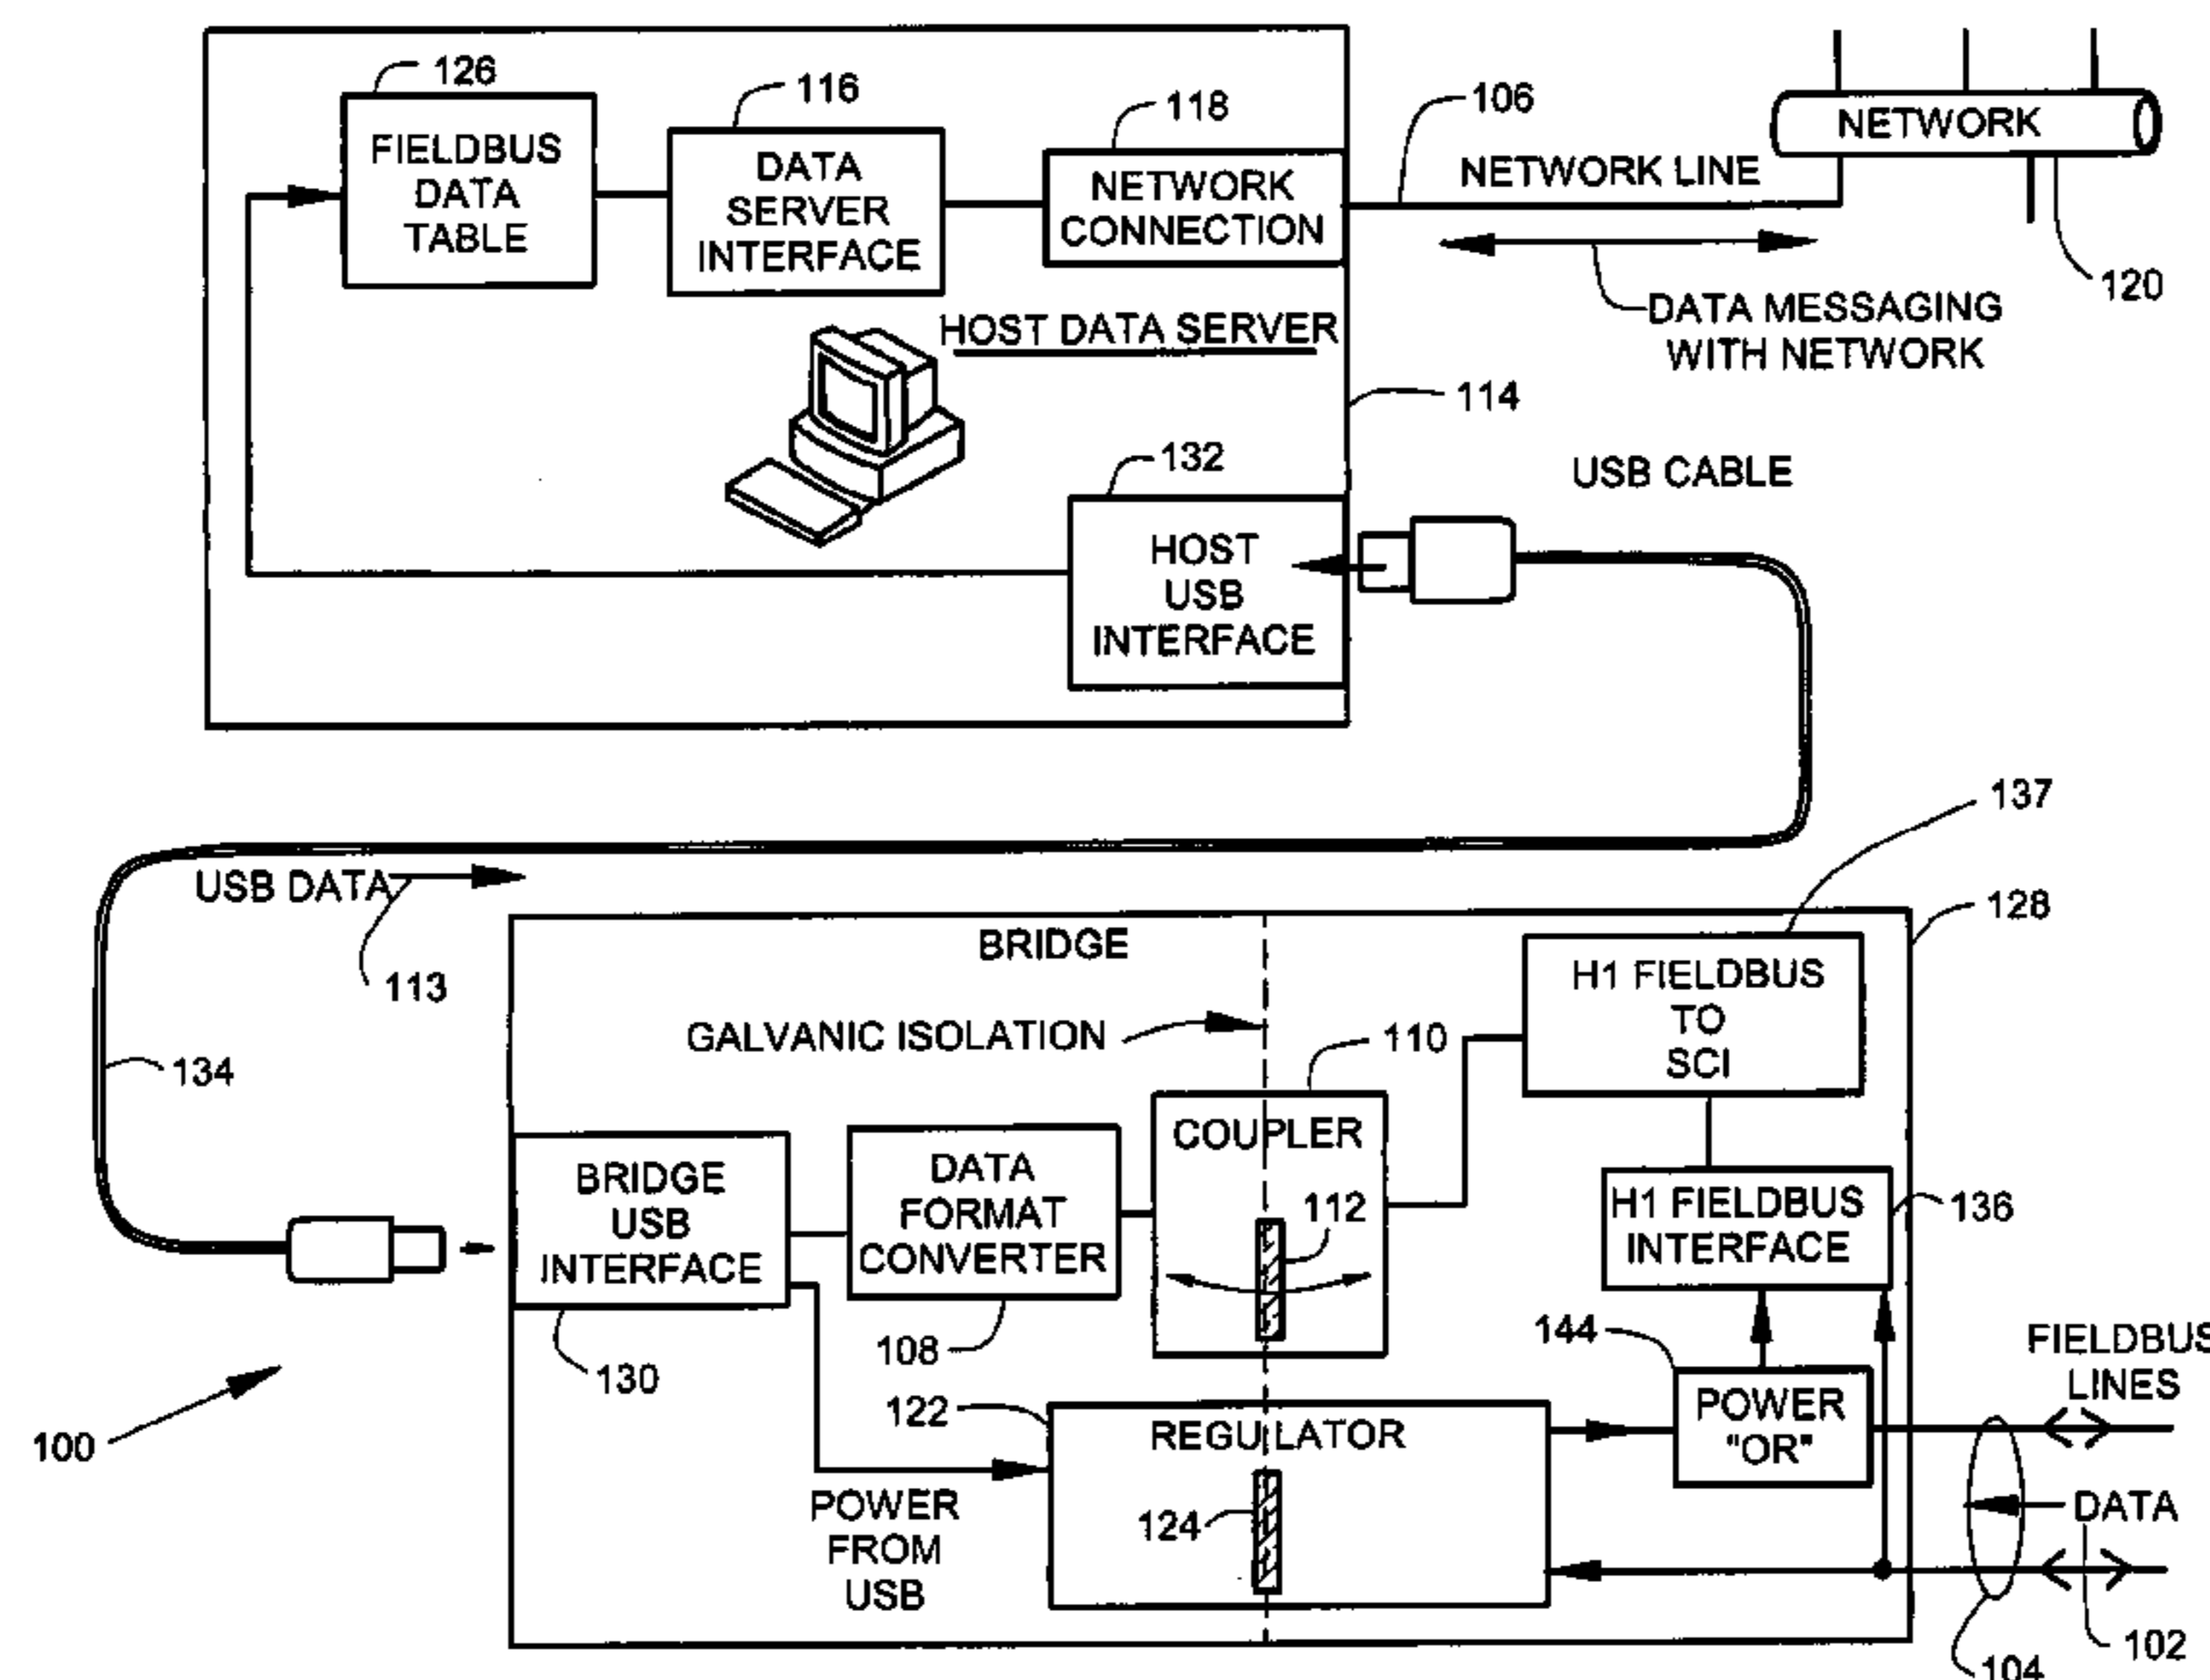 126
FIELDBUS
DATA
TABLE
116
DATA
SERVER
INTERFACE
118
NETWORK
CONNECTION
106
NETWORK LINE
NETWORK
120
DATA MESSAGING
WITH NETWORK
HOST DATA SERVER
114
132
HOST
USB
INTERFACE
USB CABLE
USB DATA
113
137
128
BRIDGE
H1 FIELDBUS
TO
SCI
GALVANIC ISOLATION
110
134
COUPLER
112
BRIDGE
USB
INTERFACE
130
DATA
FORMAT
CONVERTER
108
H1 FIELDBUS
INTERFACE
136
144
POWER
"OR"
FIELDBUS
LINES
100
122
REGULATOR
124
POWER
FROM
USB
DATA
102
104